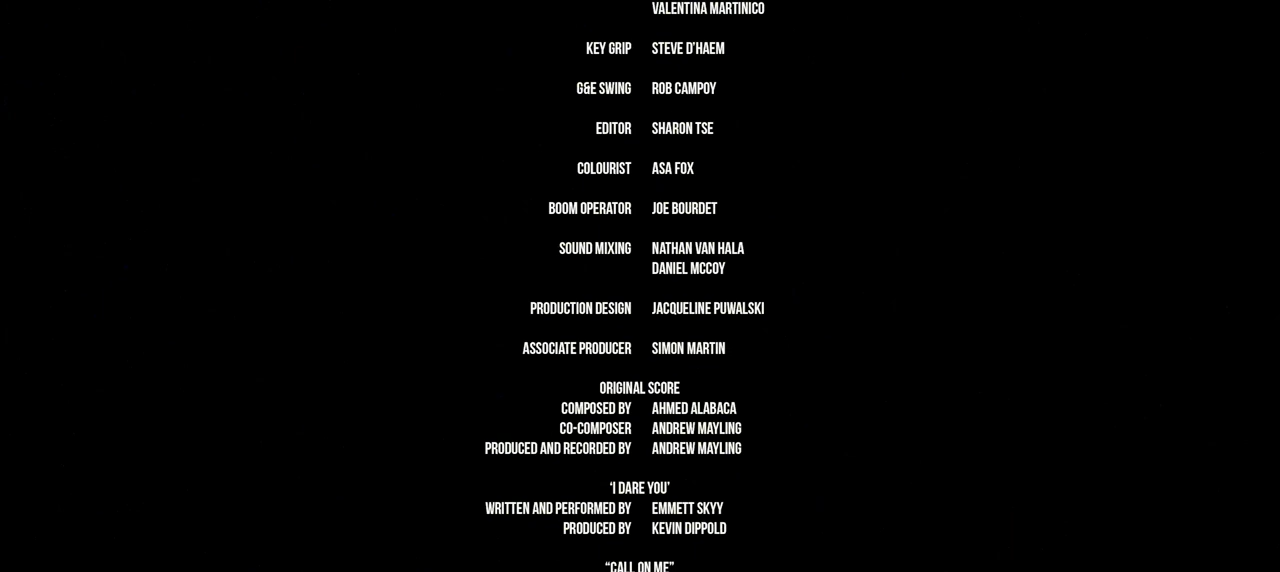 VALENTINA MARTINICO
KEY GRIP STEVE D'HAEM
G&E SWING ROB CAMPOY
EDITOR SHARON TSE
COLOURIST ASA FOX
BOOM OPERATOR JOE BOURDET
SOUND MIXING NATHAN VAN HALA
DANIEL MCCOY
PRODUCTION DESIGN JACQUELINE PUWALSKI
ASSOCIATE PRODUCER SIMON MARTIN
ORIGINAL SCORE
COMPOSED BY AHMED ALABACA
CO-COMPOSER ANDREW MAYLING
PRODUCED AND RECORDED BY ANDREW MAYLING
‘I DARE YOU’
WRITTEN AND PERFORMED BY EMMETT SKYY
PRODUCED BY KEVIN DIPPOLD
“CALL ON ME”